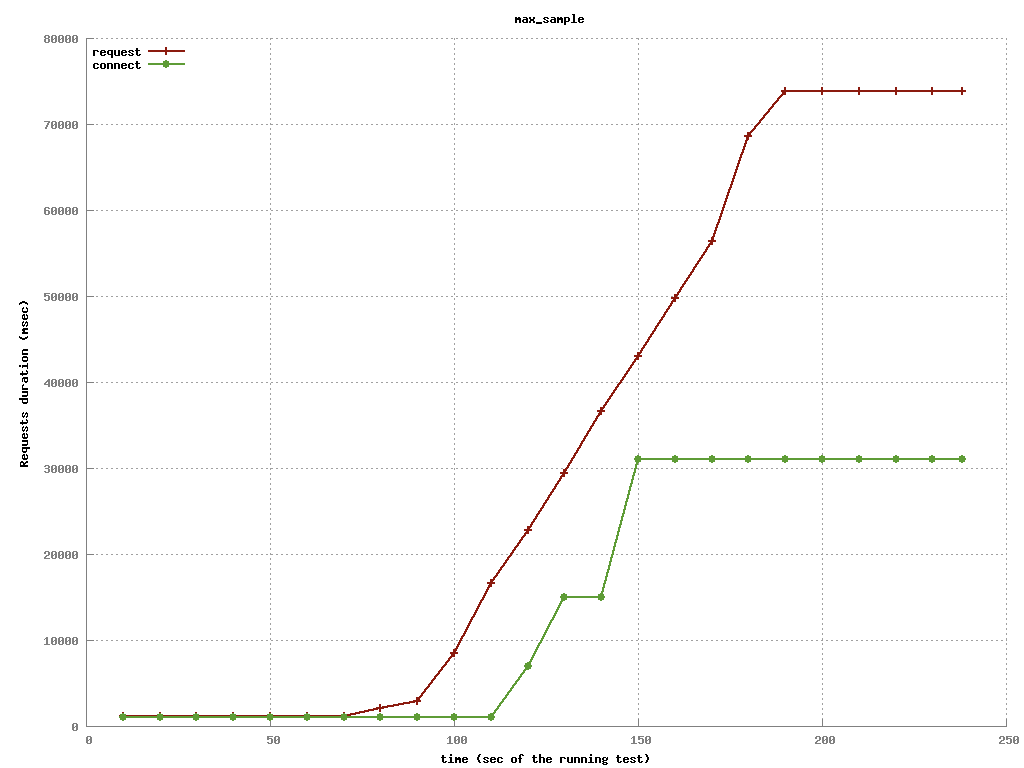 max_sample
80000
request
connect
70000
60000
50000
40000
30000
20000
10000
0
Requests duration (msec)
0 50 100 150 200 250
time (sec of the running test)